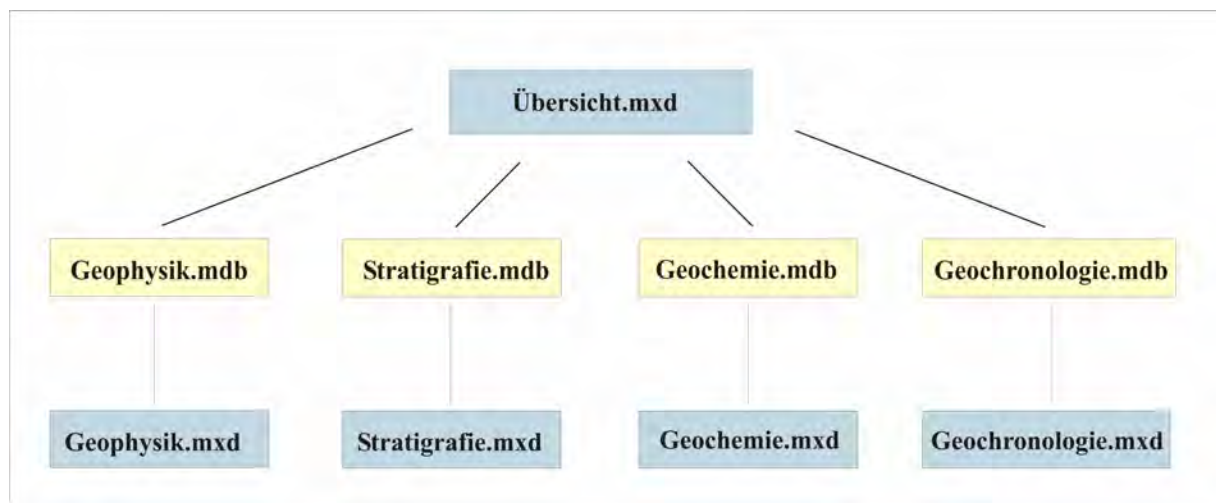 Übersicht.mxd
Geophysik.mdb
Stratigrafie.mdb
Geochemie.mdb
Geochronologie.mdb
Geophysik.mxd
Stratigrafie.mxd
Geochemie.mxd
Geochronologie.mxd